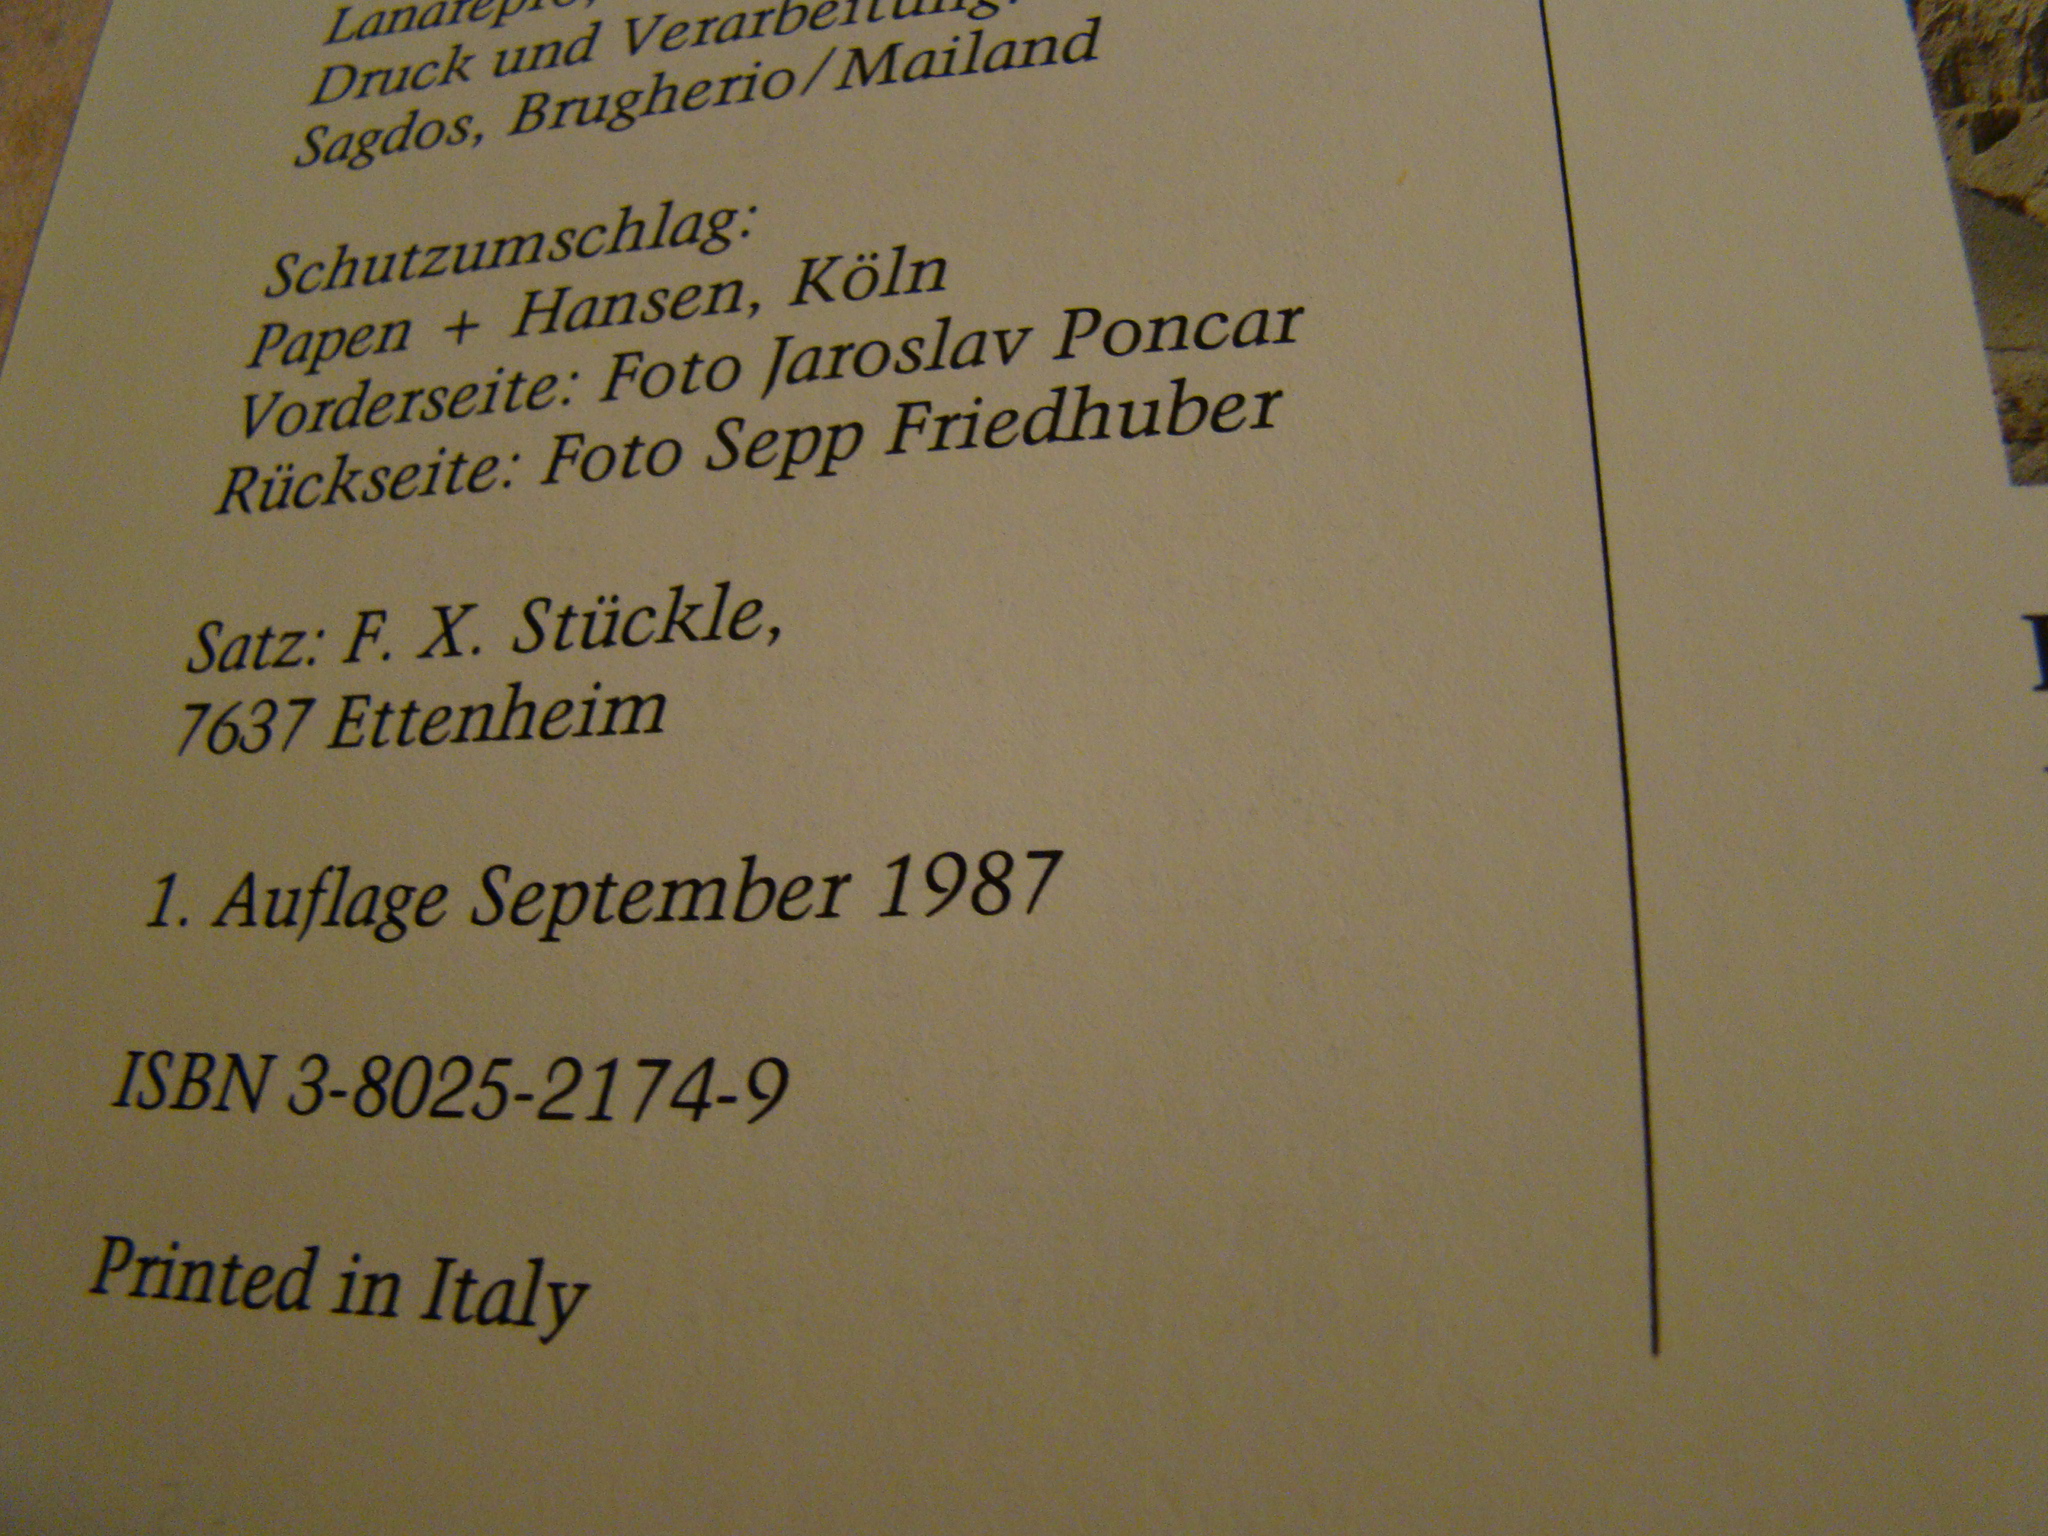 Landrepro,
Druck und Verarbeitung:
Sagdos, Brugherio/Mailand
Schutzumschlag:
Papen + Hansen, Köln
Vorderseite: Foto Jaroslav Poncar
Rückseite: Foto Sepp Friedhuber
Satz: F. X. Stückle,
7637 Ettenheim
1. Auflage September 1987
ISBN 3-8025-2174-9
Printed in Italy